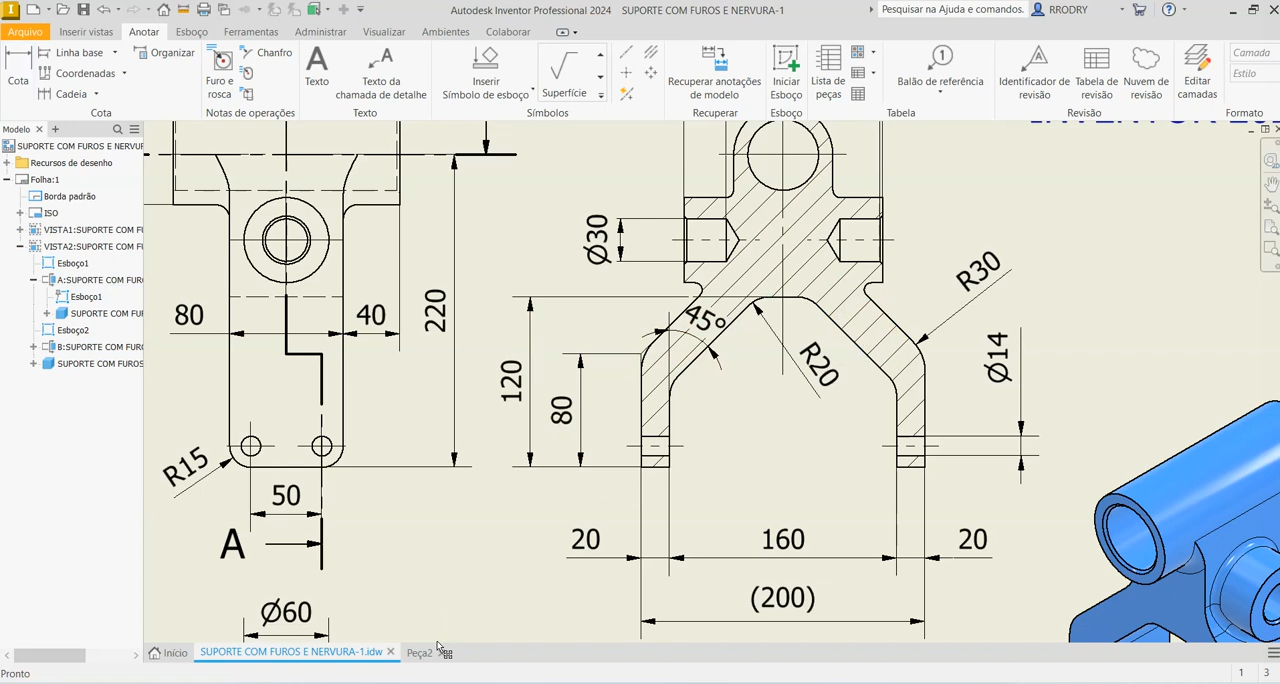 Autodesk Inventor Professional 2024 SUPORTE COM FUROS E NERVURA-1
Pesquisar na Ajuda e comandos.
RRODRY
Arquivo Inserir vistas Anotar Esboço Ferramentas Administrar Visualizar Ambientes Colaborar
Cota
Linha base
Organizar
Coordenadas
Cadeia
Cota
Furo e
rosca
Chanfro
Notas de operações
Texto
Texto da
chamada de detalhe
Texto
Inserir
Símbolo de esboço
Superfície
Símbolos
Recuperar anotações
de modelo
Recuperar
Iniciar
Esboço
Esboço
Lista de
peças
Balão de referência
Tabela
Identificador de
revisão
Tabela de
revisão
Nuvem de
revisão
Revisão
Editar
camadas
Camada
Estilo
Formato
Modelo
SUPORTE COM FUROS E NERVUR
Recursos de desenho
Folha:1
Borda padrão
ISO
VISTA1:SUPORTE COM F
VISTA2:SUPORTE COM F
Esboço1
A:SUPORTE COM FURO
Esboço1
SUPORTE COM FU
Esboço2
B:SUPORTE COM FURO
SUPORTE COM FUROS
80
40
220
R15
50
A
Ø60
Ø30
45°
R30
R20
120
80
Ø14
20
160
20
(200)
Início
SUPORTE COM FUROS E NERVURA-1.idw
Peça2
Pronto
1
3